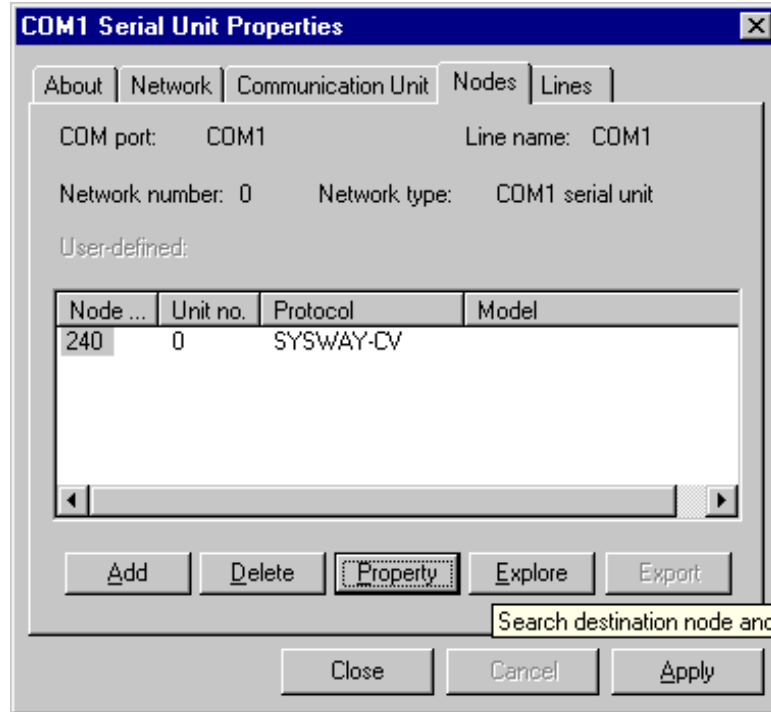 COM1 Serial Unit Properties
About Network Communication Unit Nodes Lines
COM port: COM1 Line name: COM1
Network number: 0 Network type: COM1 serial unit
User-defined:
Node ... Unit no. Protocol Model
240 0 SYSWAY-CV
Add Delete Property Explore Export
Search destination node and
Close Cancel Apply